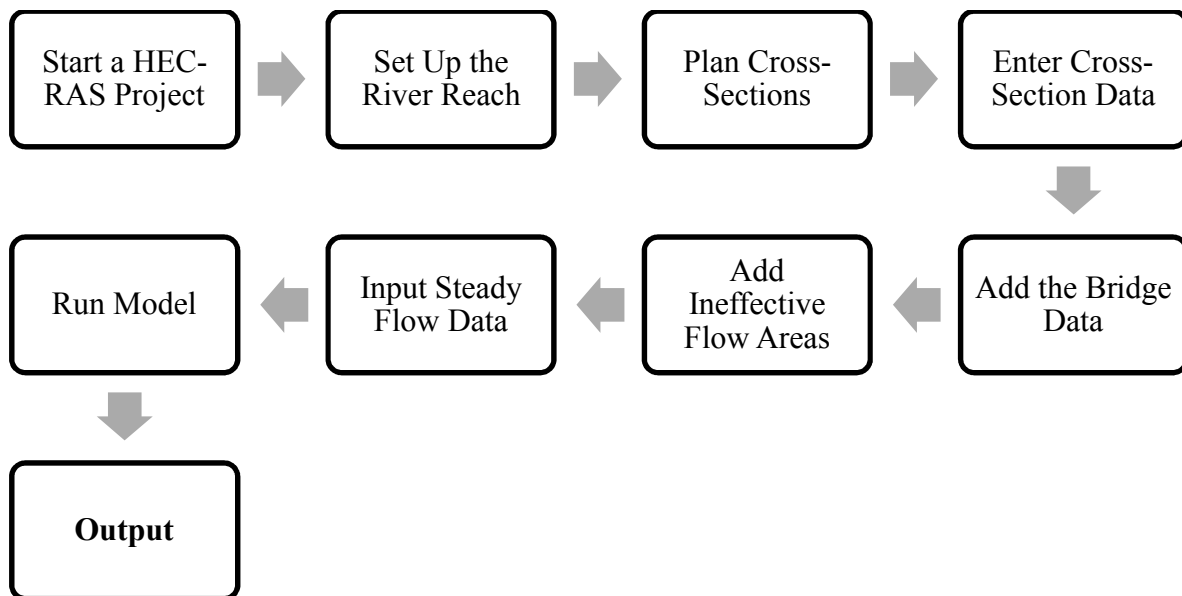 Start a HEC-
RAS Project
Set Up the
River Reach
Plan Cross-
Sections
Enter Cross-
Section Data
Add the Bridge
Data
Add
Ineffective
Flow Areas
Input Steady
Flow Data
Run Model
Output